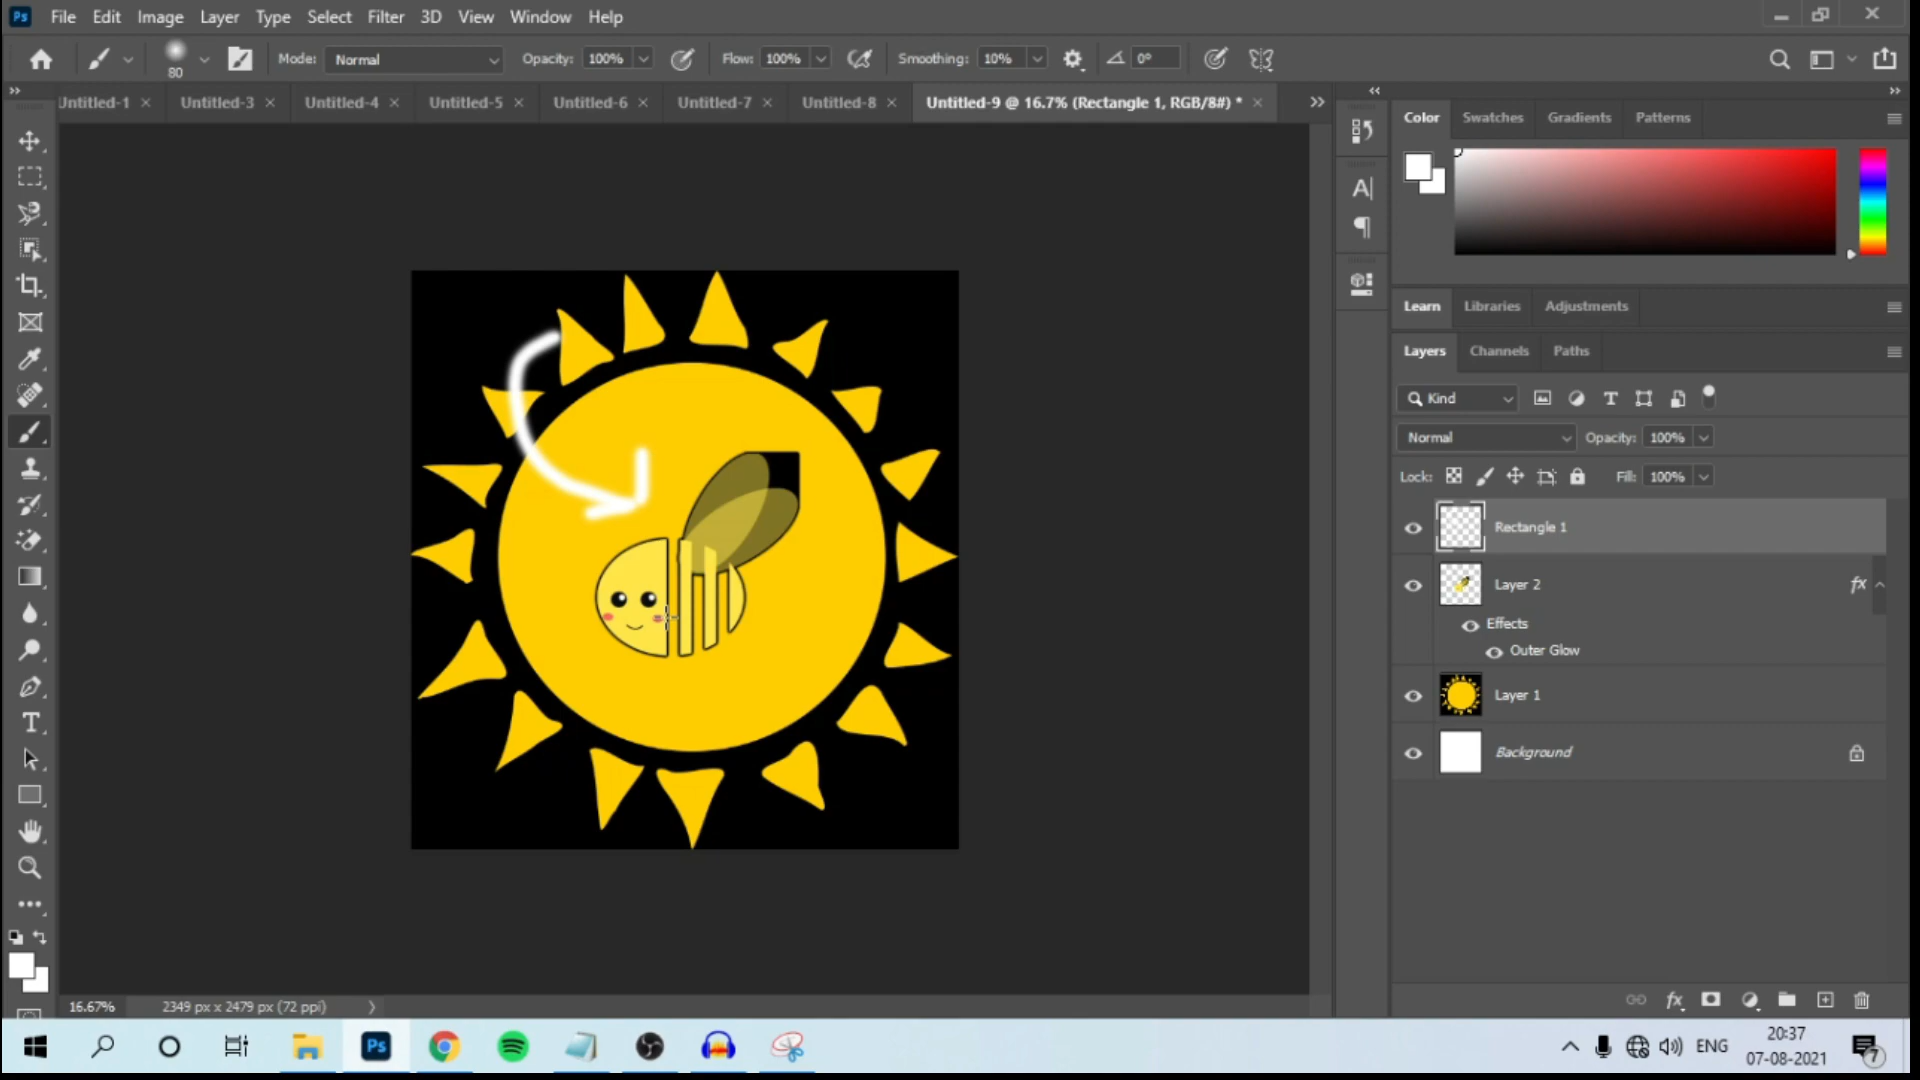 Ps File Edit Image Layer Type Select Filter 3D View Window Help
80 Mode: Normal Opacity: 100% Flow: 100% Smoothing: 10% 0°
Untitled-1 Untitled-3 Untitled-4 Untitled-5 Untitled-6 Untitled-7 Untitled-8 Untitled-9 @ 16.7% (Rectangle 1, RGB/8#) *
Color Swatches Gradients Patterns
Learn Libraries Adjustments
Layers Channels Paths
Kind
Normal Opacity: 100%
Lock: Fill: 100%
Rectangle 1
Layer 2 fx
Effects
Outer Glow
Layer 1
Background
16.67% 2349 px x 2479 px (72 ppi)
fx
Ps ENG 20:37
07-08-2021
7